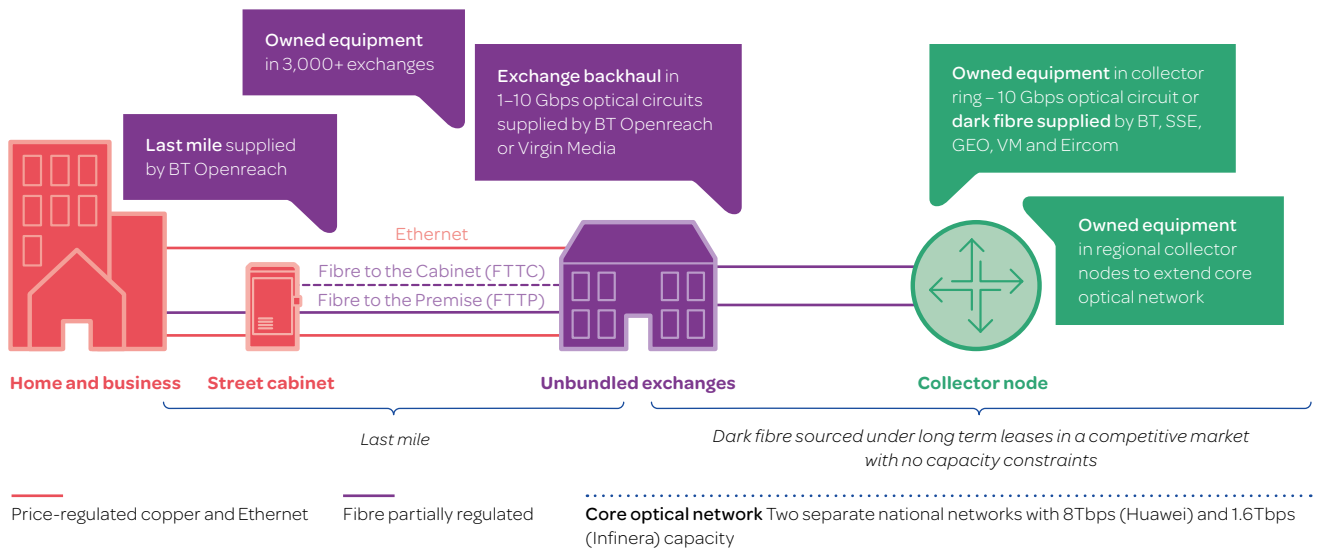 Owned equipment
in 3,000+ exchanges
Last mile supplied
by BT Openreach
Exchange backhaul in
1–10 Gbps optical circuits
supplied by BT Openreach
or Virgin Media
Owned equipment in collector
ring – 10 Gbps optical circuit or
dark fibre supplied by BT, SSE,
GEO, VM and Eircom
Owned equipment
in regional collector
nodes to extend core
optical network
Ethernet
Fibre to the Cabinet (FTTC)
Fibre to the Premise (FTTP)
Home and business
Street cabinet
Unbundled exchanges
Collector node
Last mile
Dark fibre sourced under long term leases in a competitive market
with no capacity constraints
Price-regulated copper and Ethernet
Fibre partially regulated
Core optical network Two separate national networks with 8Tbps (Huawei) and 1.6Tbps
(Infinera) capacity